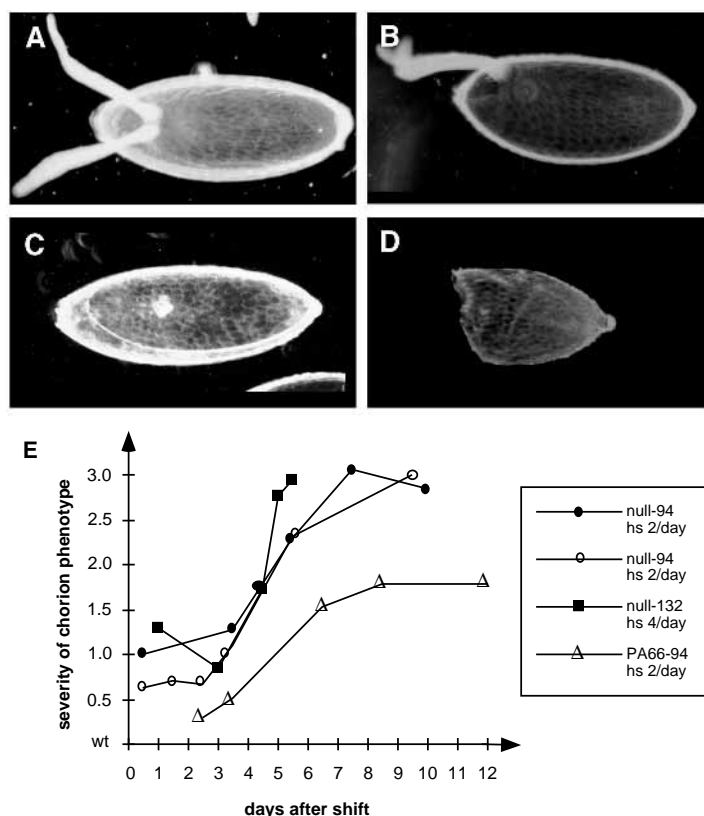 A
B
C
D
E
severity of chorion phenotype
3.0
2.5
2.0
1.5
1.0
0.5
wt
0 1 2 3 4 5 6 7 8 9 10 11 12
days after shift
null-94
hs 2/day
null-94
hs 2/day
null-132
hs 4/day
PA66-94
hs 2/day